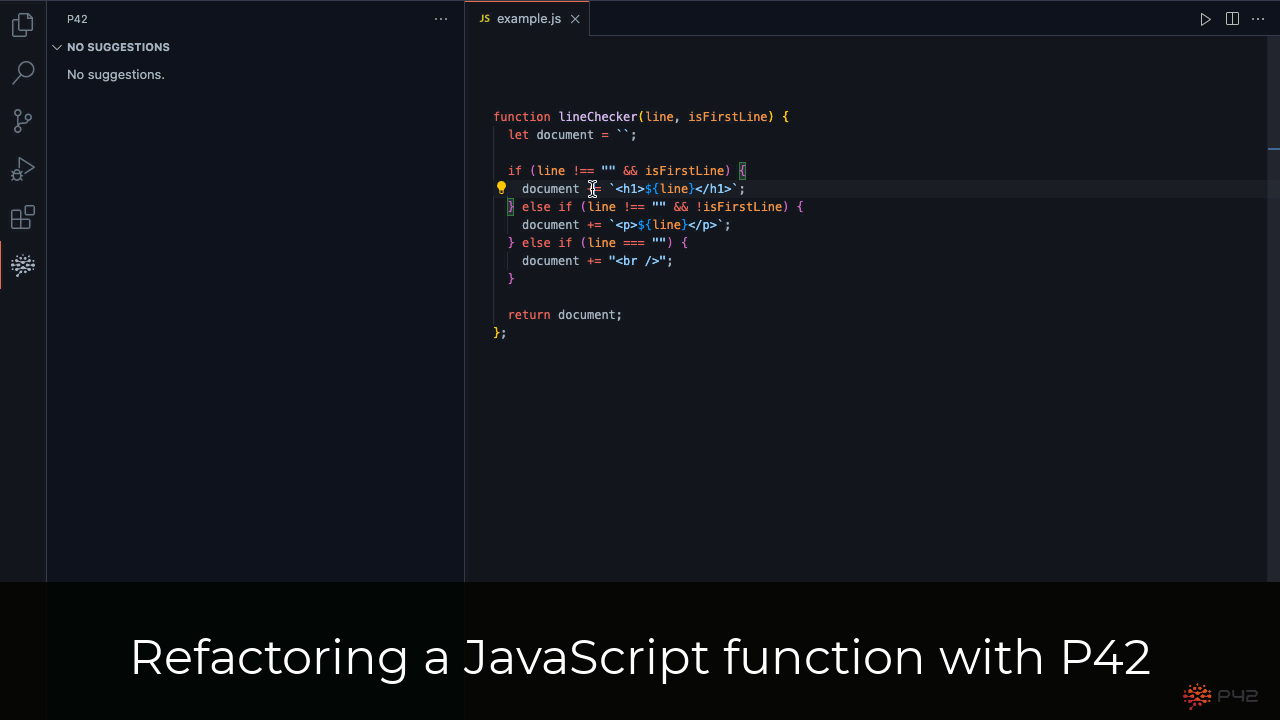 P42
NO SUGGESTIONS
No suggestions.
JS example.js
function lineChecker(line, isFirstLine) {
let document = ``;
if (line !== "" && isFirstLine) {
document += `<h1>${line}</h1>`;
} else if (line !== "" && !isFirstLine) {
document += `<p>${line}</p>`;
} else if (line === "") {
document += "<br />";
}
return document;
};
Refactoring a JavaScript function with P42
P42